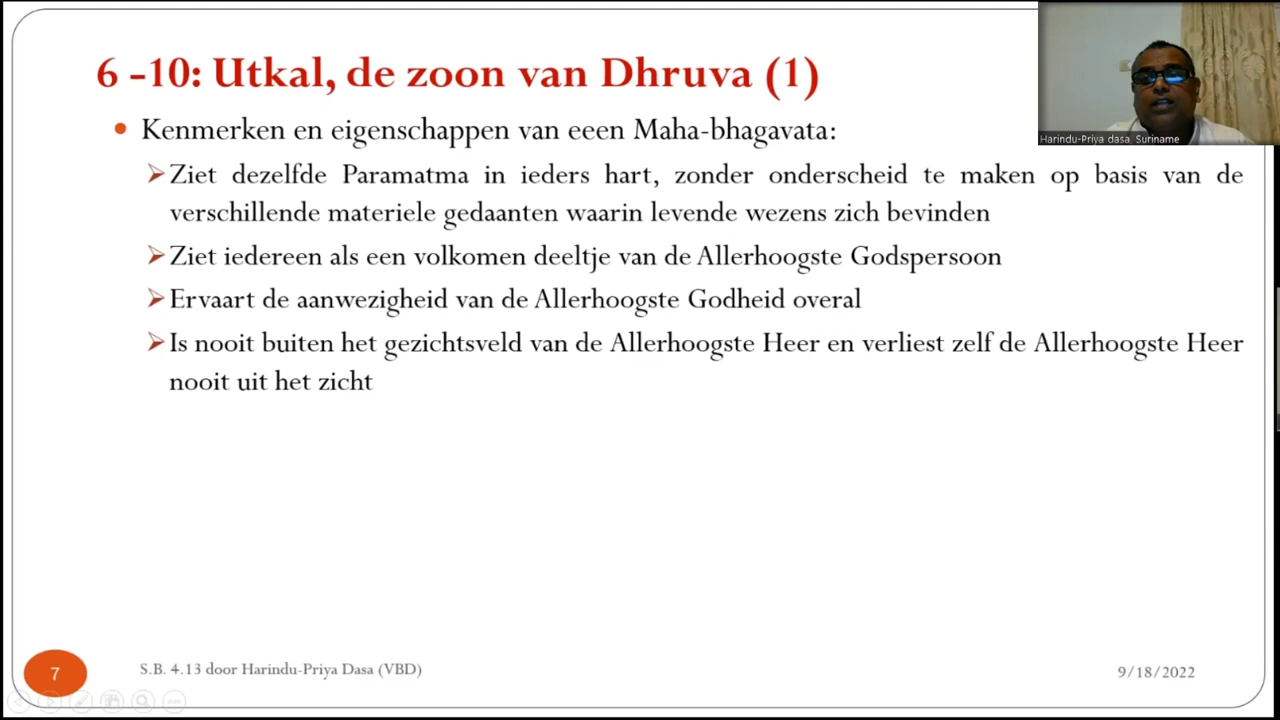 6 -10: Utkal, de zoon van Dhruva (1)
Kenmerken en eigenschappen van eeen Maha-bhagavata:
Ziet dezelfde Paramatma in ieders hart, zonder onderscheid te maken op basis van de
verschillende materiele gedaanten waarin levende wezens zich bevinden
Ziet iedereen als een volkomen deeltje van de Allerhoogste Godspersoon
Ervaart de aanwezigheid van de Allerhoogste Godheid overal
Is nooit buiten het gezichtsveld van de Allerhoogste Heer en verliest zelf de Allerhoogste Heer
nooit uit het zicht
Harindu-Priya dasa, Suriname
7
S.B. 4.13 door Harindu-Priya Dasa (VBD)
9/18/2022